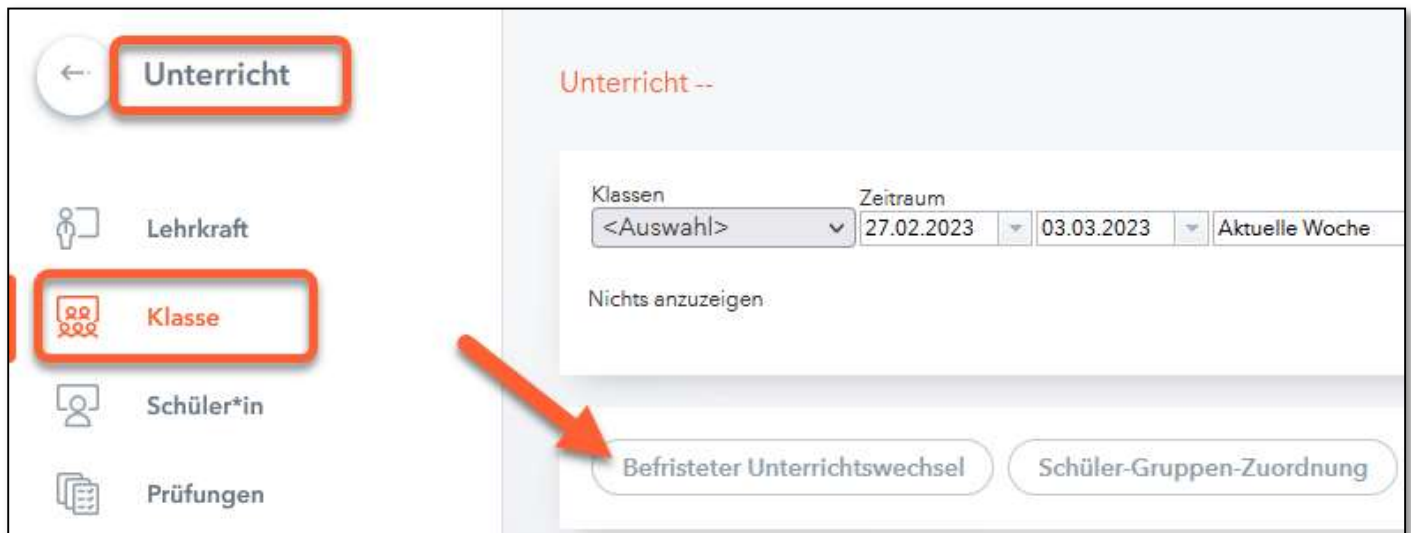 Unterricht
Lehrkraft
Klasse
Schüler*in
Prüfungen
Unterricht --
Klassen Zeitraum
<Auswahl> 27.02.2023 03.03.2023 Aktuelle Woche
Nichts anzuzeigen
Befristeter Unterrichtswechsel Schüler-Gruppen-Zuordnung